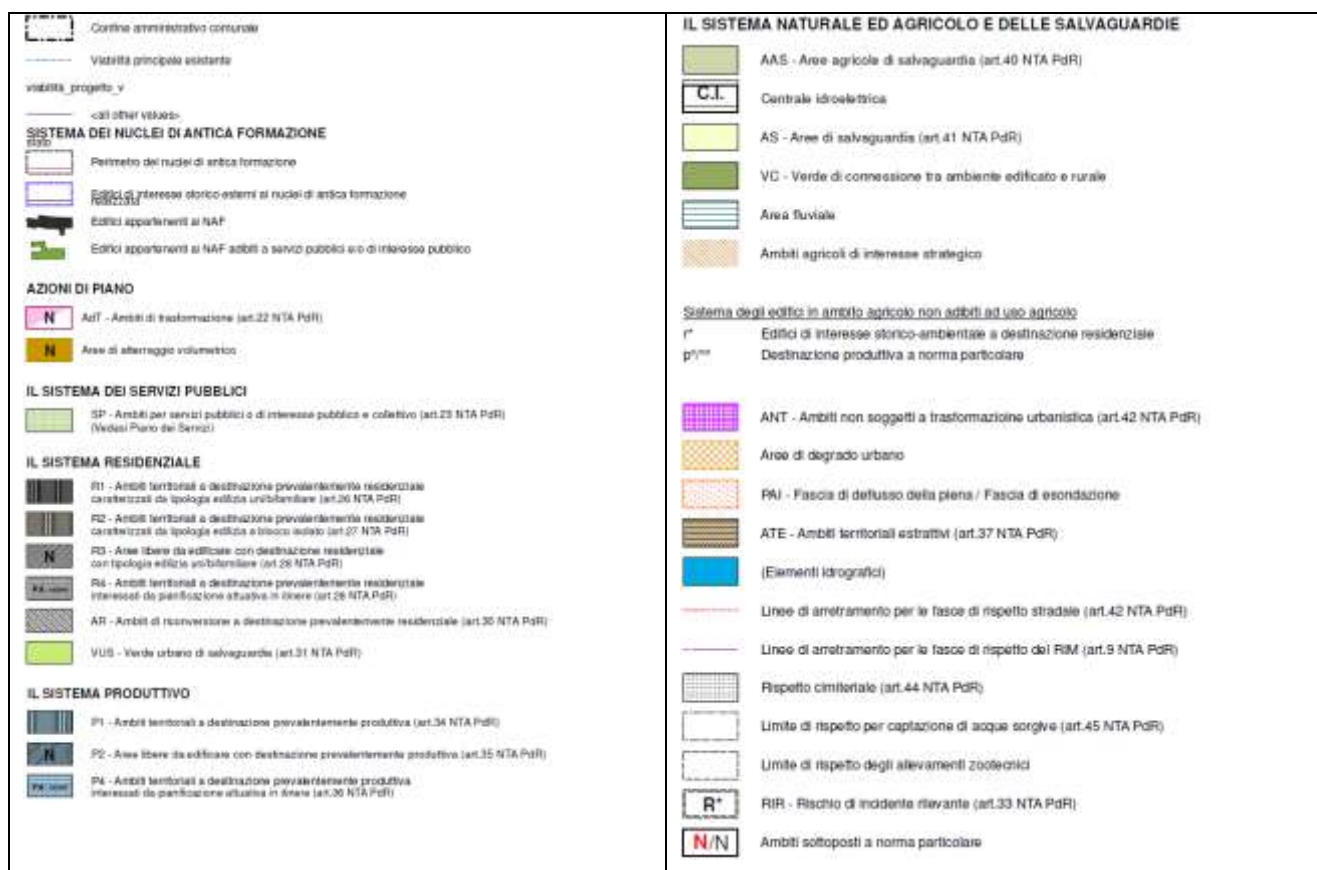 Confine amministrativo comunale
Viabilità principale esistente
viabilità_progetto_v
<all other values>
SISTEMA DEI NUCLEI DI ANTICA FORMAZIONE
stato
Perimetro dei nuclei di antica formazione
Edifici di interesse storico esterni ai nuclei di antica formazione
realizzata
Edifici appartenenti ai NAF
Edifici appartenenti ai NAF adibiti a servizi pubblici e/o di interesse pubblico
AZIONI DI PIANO
N AdT - Ambiti di trasformazione (art.22 NTA PdR)
N Aree di atterraggio volumetrico
IL SISTEMA DEI SERVIZI PUBBLICI
SP - Ambiti per servizi pubblici o di interesse pubblico e collettivo (art.23 NTA PdR)
(Vedasi Piano dei Servizi)
IL SISTEMA RESIDENZIALE
R1 - Ambiti territoriali a destinazione prevalentemente residenziale
caratterizzati da tipologia edilizia uni/bifamiliare (art.26 NTA PdR)
R2 - Ambiti territoriali a destinazione prevalentemente residenziale
caratterizzati da tipologia edilizia a blocco isolato (art.27 NTA PdR)
N R3 - Aree libere da edificare con destinazione residenziale
con tipologia edilizia uni/bifamiliare (art.28 NTA PdR)
R4 - Ambiti territoriali a destinazione prevalentemente residenziale
interessati da pianificazione attuativa in itinere (art.29 NTA PdR)
AR - Ambiti di riconversione a destinazione prevalentemente residenziale (art.30 NTA PdR)
VUS - Verde urbano di salvaguardia (art.31 NTA PdR)
IL SISTEMA PRODUTTIVO
P1 - Ambiti territoriali a destinazione prevalentemente produttiva (art.34 NTA PdR)
N P2 - Aree libere da edificare con destinazione prevalentemente produttiva (art.35 NTA PdR)
P4 - Ambiti territoriali a destinazione prevalentemente produttiva
interessati da pianificazione attuativa in itinere (art.36 NTA PdR)
IL SISTEMA NATURALE ED AGRICOLO E DELLE SALVAGUARDIE
AAS - Aree agricole di salvaguardia (art.40 NTA PdR)
C.I. Centrale idroelettrica
AS - Aree di salvaguardia (art.41 NTA PdR)
VC - Verde di connessione tra ambiente edificato e rurale
Area fluviale
Ambiti agricoli di interesse strategico
Sistema degli edifici in ambito agricolo non adibiti ad uso agricolo
r* Edifici di interesse storico-ambientale a destinazione residenziale
p*/** Destinazione produttiva a norma particolare
ANT - Ambiti non soggetti a trasformazioine urbanistica (art.42 NTA PdR)
Aree di degrado urbano
PAI - Fascia di deflusso della piena / Fascia di esondazione
ATE - Ambiti territoriali estrattivi (art.37 NTA PdR)
(Elementi idrografici)
Linee di arretramento per le fasce di rispetto stradale (art.42 NTA PdR)
Linee di arretramento per le fasce di rispetto del RIM (art.9 NTA PdR)
Rispetto cimiteriale (art.44 NTA PdR)
Limite di rispetto per captazione di acque sorgive (art.45 NTA PdR)
Limite di rispetto degli allevamenti zootecnici
R* RIR - Rischio di incidente rilevante (art.33 NTA PdR)
N/N Ambiti sottoposti a norma particolare